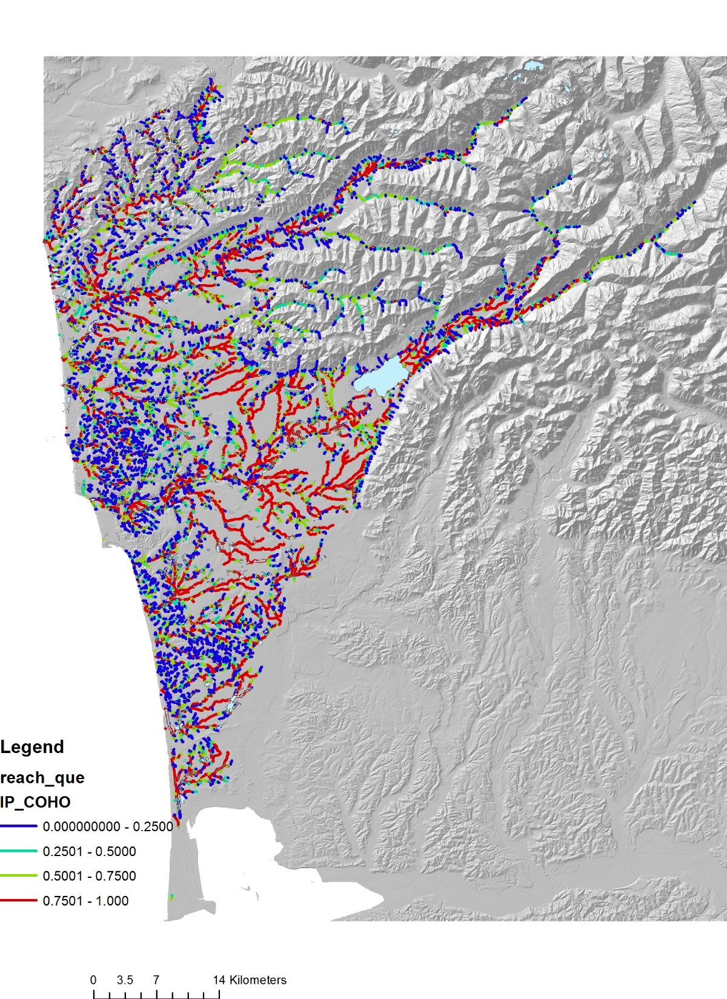 Legend
reach_que
IP_COHO
0.000000000 - 0.2500
0.2501 - 0.5000
0.5001 - 0.7500
0.7501 - 1.000
0 3.5 7 14 Kilometers